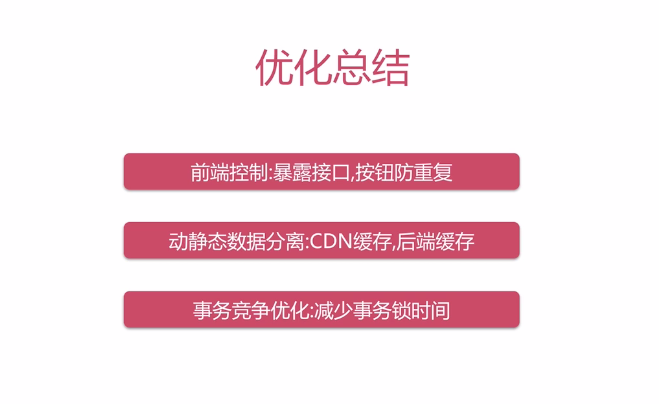 优化总结
前端控制:暴露接口,按钮防重复
动静态数据分离:CDN缓存,后端缓存
事务竞争优化:减少事务锁时间